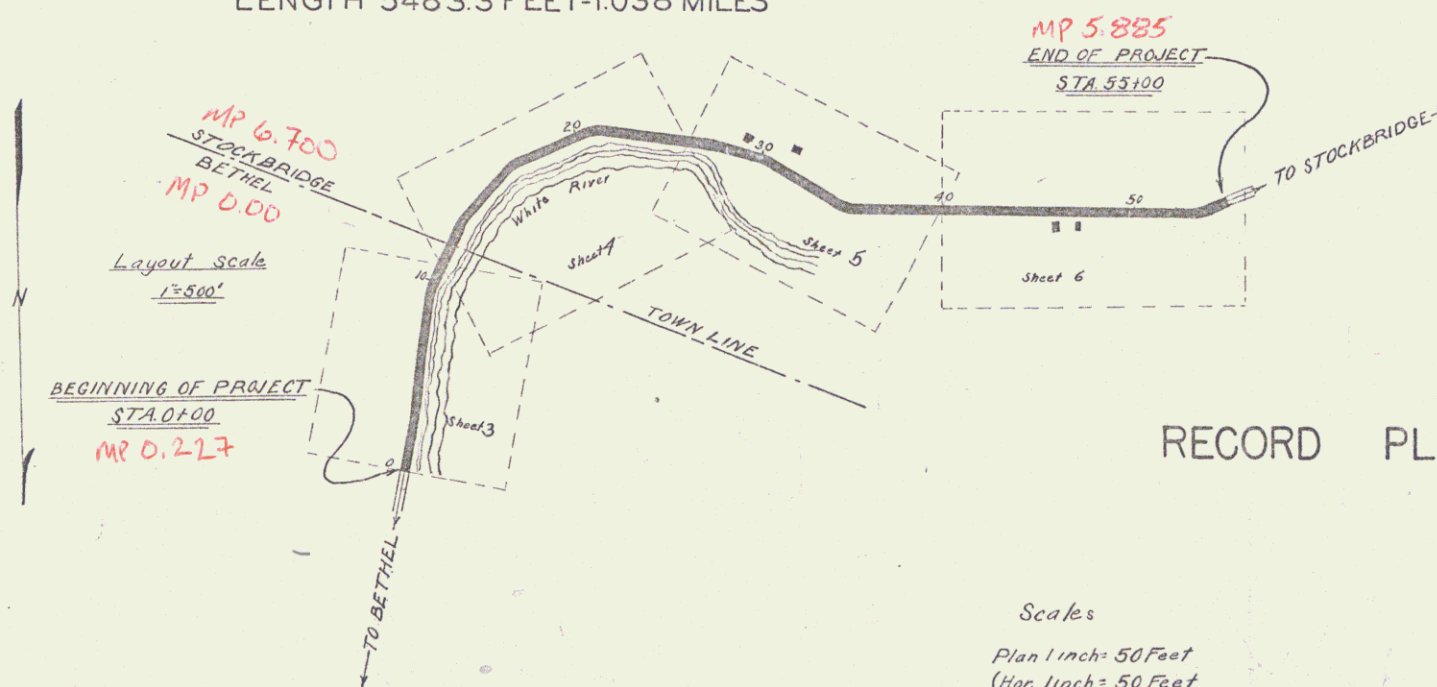 LENGTH 5483.3 FEET-1.038 MILES
MP 5.885
END OF PROJECT
STA. 55+00
MP 6.700
STOCKBRIDGE
BETHEL
MP 0.00
20
30
40
50
10
0
TO STOCKBRIDGE-
White River
Sheet 4
Sheet 5
Sheet 6
Layout scale
1"=500'
N
TOWN LINE
BEGINNING OF PROJECT
STA. 0+00
MP 0.227
Sheet 3
RECORD PL
TO BETHEL
Scales
Plan 1 inch = 50 Feet
(Hor. 1 inch = 50 Feet